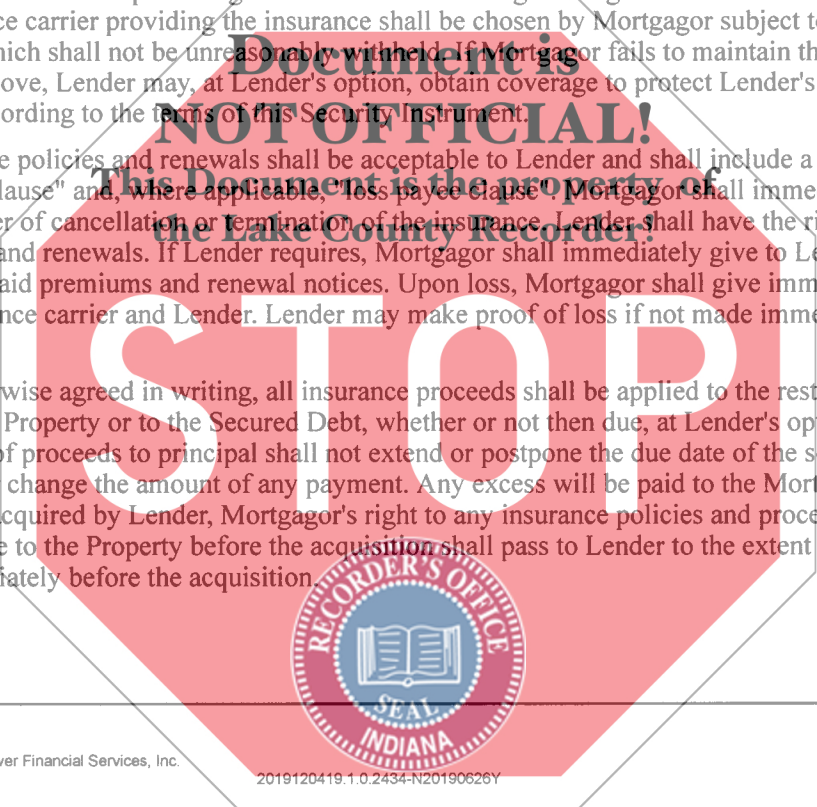 ce carrier providing the insurance shall be chosen by Mortgagor subject to
hich shall not be unreasonably withheld. If Mortgagor fails to maintain th
Document is
ove, Lender may, at Lender's option, obtain coverage to protect Lender's
cording to the terms of this Security Instrument.
NOT OFFICIAL!
e policies and renewals shall be acceptable to Lender and shall include a
This Document is the property of
lause" and, where applicable, "loss payee clause". Mortgagor shall imme
er of cancellation or termination of the insurance. Lender shall have the ri
the Lake County Recorder!
and renewals. If Lender requires, Mortgagor shall immediately give to Le
aid premiums and renewal notices. Upon loss, Mortgagor shall give imm
nce carrier and Lender. Lender may make proof of loss if not made imme
STOP
wise agreed in writing, all insurance proceeds shall be applied to the rest
Property or to the Secured Debt, whether or not then due, at Lender's op
of proceeds to principal shall not extend or postpone the due date of the s
change the amount of any payment. Any excess will be paid to the Mort
cquired by Lender, Mortgagor's right to any insurance policies and proce
e to the Property before the acquisition shall pass to Lender to the extent
iately before the acquisition.
RECORDER'S OFFICE
SEAL
INDIANA
ver Financial Services, Inc.
2019120419.1.0.2434-N20190626Y